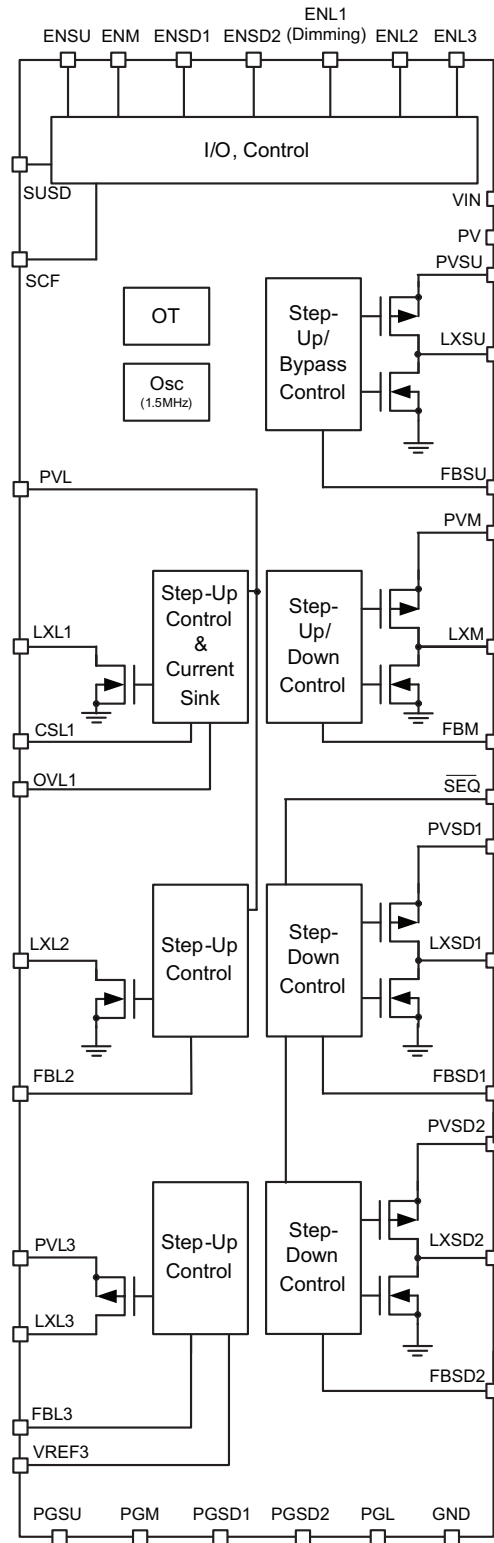 ENSU ENM ENSD1 ENSD2 ENL1 ENL2 ENL3
(Dimming)
I/O, Control
SUSD
VIN
PV
SCF
PVSU
OT
Step-
Up/
Bypass
Control
LXSU
Osc
(1.5MHz)
PVL
FBSU
PVM
Step-Up
Control
&
Current
Sink
Step-
Up/
Down
Control
LXL1
LXM
CSL1
FBM
OVL1
SEQ
PVSD1
LXL2
Step-Up
Control
Step-
Down
Control
LXSD1
FBL2
FBSD1
PVSD2
PVL3
Step-Up
Control
Step-
Down
Control
LXSD2
LXL3
FBSD2
FBL3
VREF3
PGSU PGM PGSD1 PGSD2 PGL GND